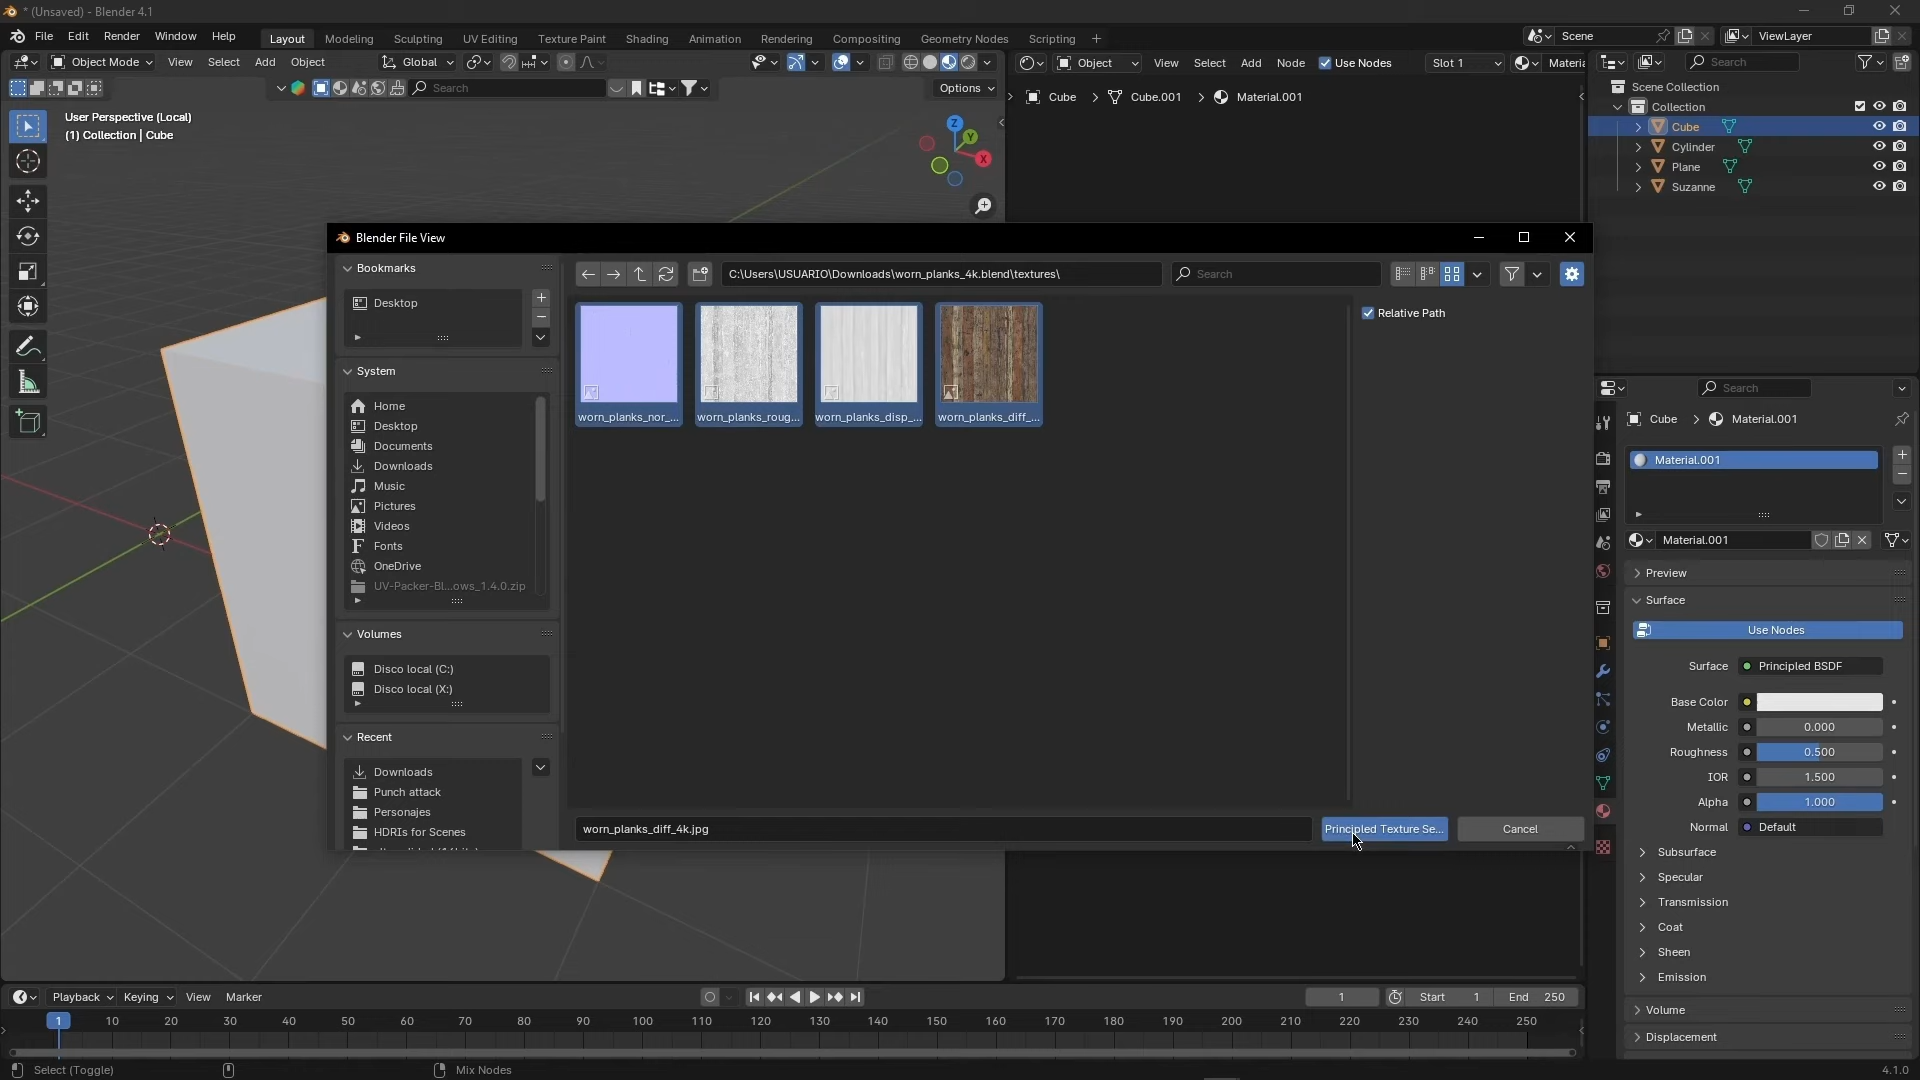 * (Unsaved) - Blender 4.1
File Edit Render Window Help
Layout Modeling Sculpting UV Editing Texture Paint Shading Animation Rendering Compositing Geometry Nodes Scripting +
Scene
ViewLayer
Object Mode View Select Add Object Global
Search
Options
Object View Select Add Node Use Nodes Slot 1 Materia
Cube Cube.001 Material.001
User Perspective (Local)
(1) Collection | Cube
Z
Y
X
Search
Scene Collection
Collection
Cube
Cylinder
Plane
Suzanne
Blender File View
Bookmarks
Desktop
System
Home
Desktop
Documents
Downloads
Music
Pictures
Videos
Fonts
OneDrive
UV-Packer-Bl...ows_1.4.0.zip
Volumes
Disco local (C:)
Disco local (X:)
Recent
Downloads
Punch attack
Personajes
HDRIs for Scenes
C:\Users\USUARIO\Downloads\worn_planks_4k.blend\textures\
Search
worn_planks_nor_... worn_planks_roug... worn_planks_disp_... worn_planks_diff_...
Relative Path
worn_planks_diff_4k.jpg
Principled Texture Se...
Cancel
Search
Cube Material.001
Material.001
Material.001
Preview
Surface
Use Nodes
Surface Principled BSDF
Base Color
Metallic 0.000
Roughness 0.500
IOR 1.500
Alpha 1.000
Normal Default
Subsurface
Specular
Transmission
Coat
Sheen
Emission
Volume
Displacement
Playback Keying View Marker
1 Start 1 End 250
1 10 20 30 40 50 60 70 80 90 100 110 120 130 140 150 160 170 180 190 200 210 220 230 240 250
Select (Toggle) Mix Nodes 4.1.0